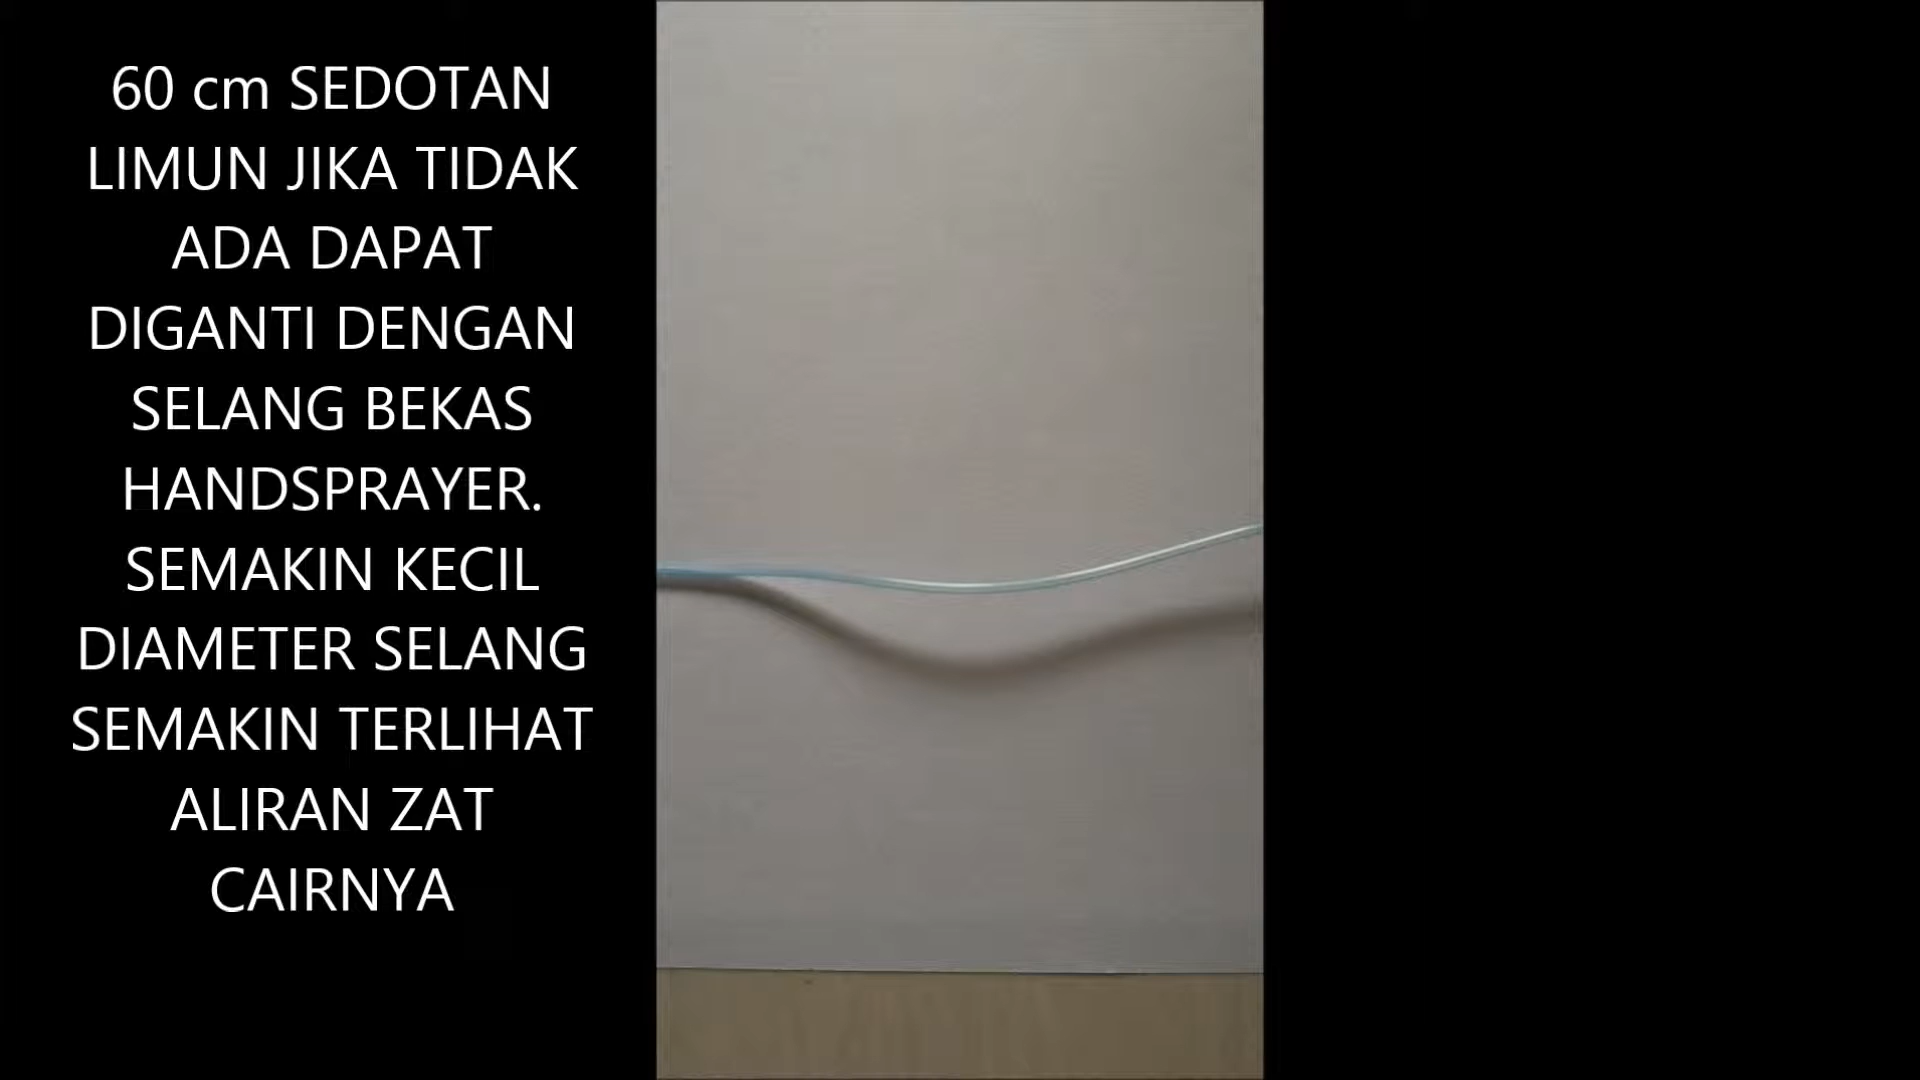 60 cm SEDOTAN
LIMUN JIKA TIDAK
ADA DAPAT
DIGANTI DENGAN
SELANG BEKAS
HANDSPRAYER.
SEMAKIN KECIL
DIAMETER SELANG
SEMAKIN TERLIHAT
ALIRAN ZAT
CAIRNYA